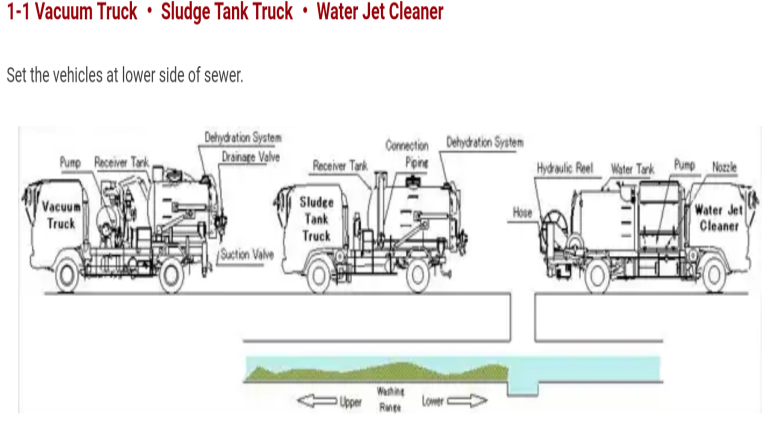 1-1 Vacuum Truck • Sludge Tank Truck • Water Jet Cleaner
Set the vehicles at lower side of sewer.
Dehydration System
Pump Receiver Tank Drainage Valve
Vacuum
Truck
Suction Valve
Connection
Piping
Dehydration System
Receiver Tank
Sludge
Tank
Truck
Hydraulic Reel Water Tank Pump Nozzle
Hose
Water Jet
Cleaner
Upper
Washing
Range
Lower